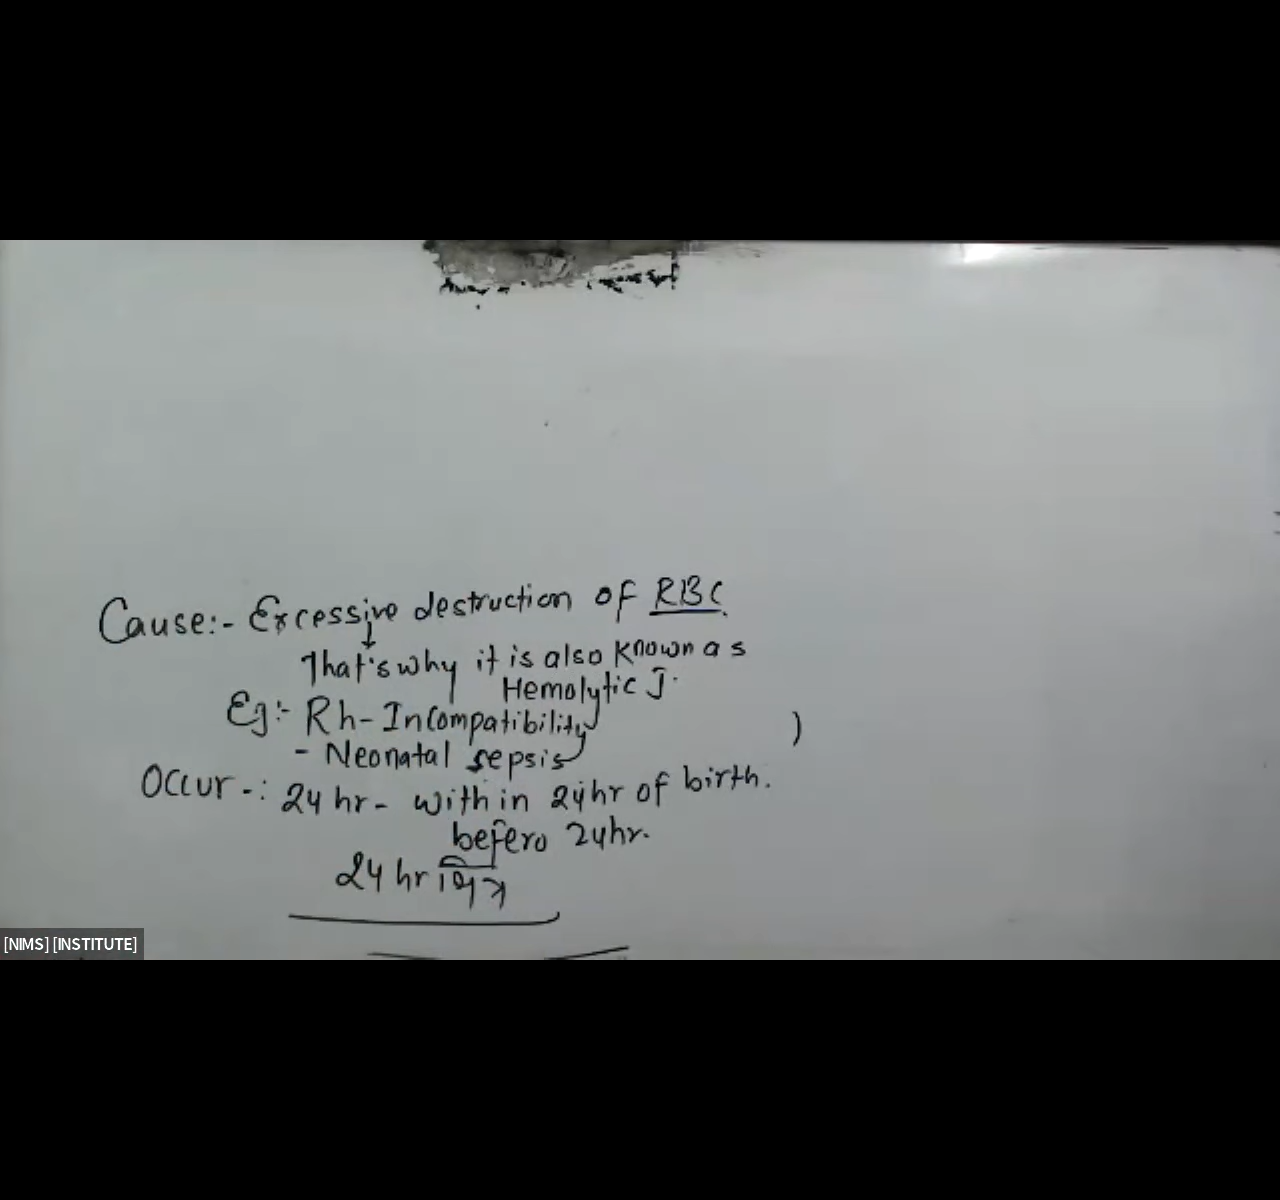 Cause:- Excessive destruction of RBC.
That's why it is also known as
Hemolytic J.
Eg:- Rh-Incompatibility
- Neonatal sepsis
Occur -: 24 hr - within 24hr of birth.
befero 24hr.
24 hr
[NIMS] [INSTITUTE]